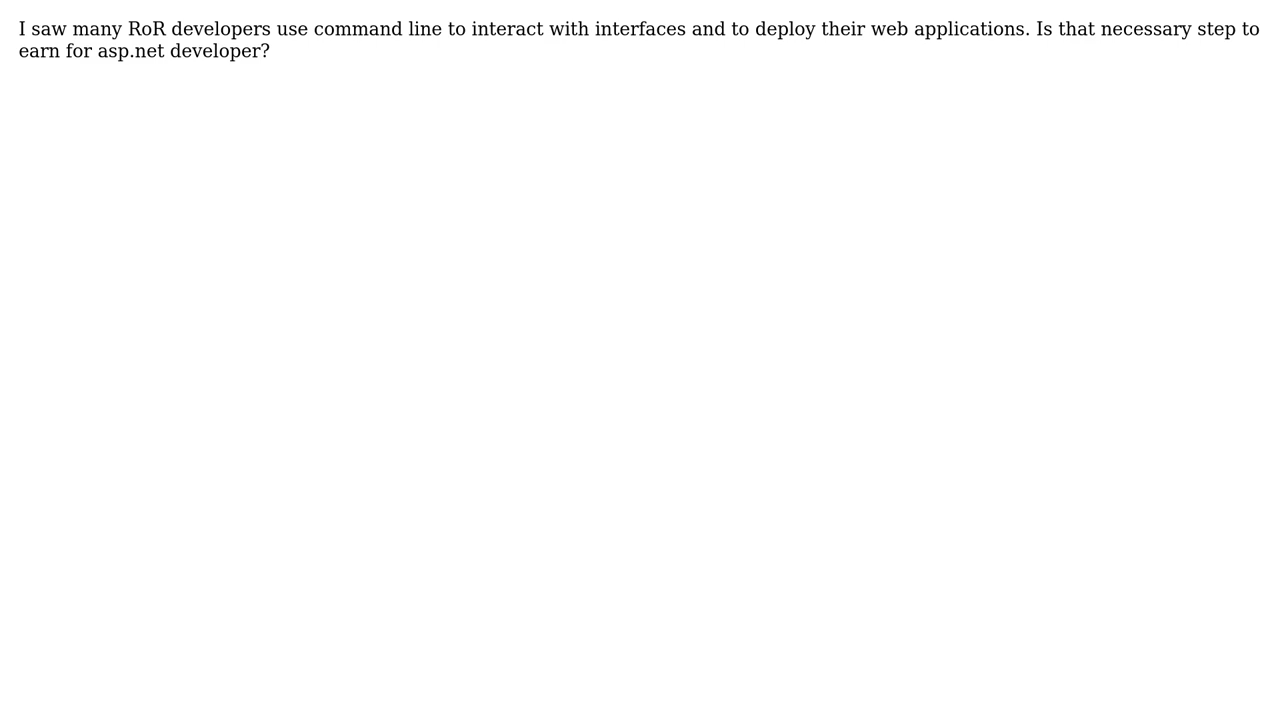 I saw many RoR developers use command line to interact with interfaces and to deploy their web applications. Is that necessary step to
earn for asp.net developer?